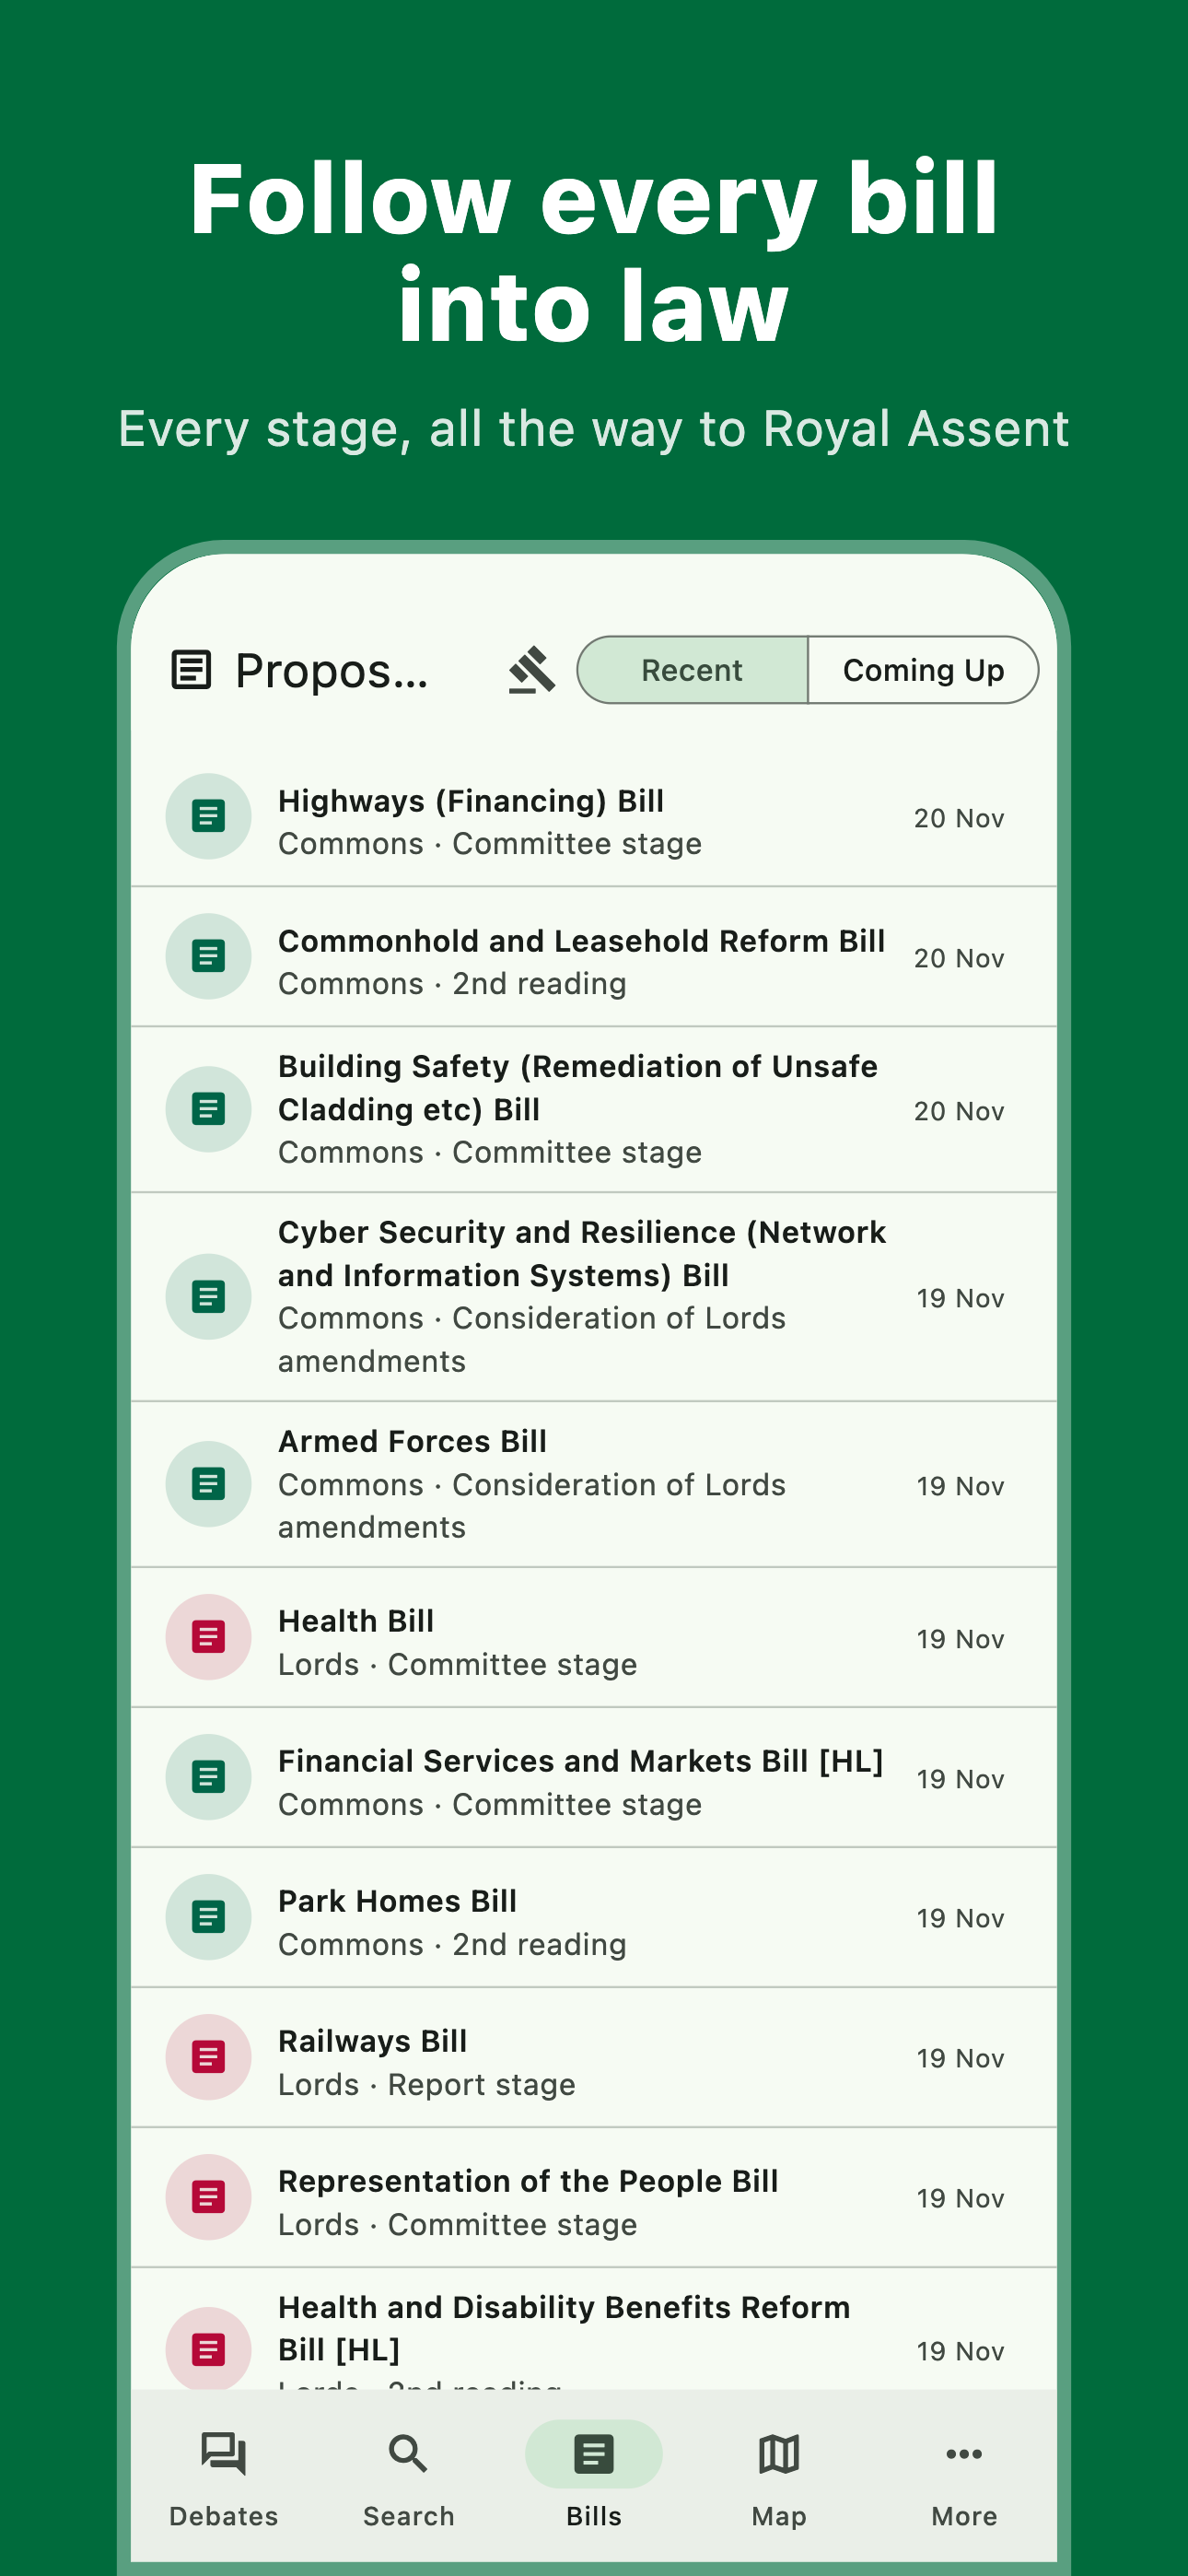 Follow every bill
into law
Every stage, all the way to Royal Assent
Propos...
Recent
Coming Up
Highways (Financing) Bill
Commons · Committee stage
20 Nov
Commonhold and Leasehold Reform Bill
Commons · 2nd reading
20 Nov
Building Safety (Remediation of Unsafe
Cladding etc) Bill
Commons · Committee stage
20 Nov
Cyber Security and Resilience (Network
and Information Systems) Bill
Commons · Consideration of Lords
amendments
19 Nov
Armed Forces Bill
Commons · Consideration of Lords
amendments
19 Nov
Health Bill
Lords · Committee stage
19 Nov
Financial Services and Markets Bill [HL]
Commons · Committee stage
19 Nov
Park Homes Bill
Commons · 2nd reading
19 Nov
Railways Bill
Lords · Report stage
19 Nov
Representation of the People Bill
Lords · Committee stage
19 Nov
Health and Disability Benefits Reform
Bill [HL]
Lords · 2nd reading
19 Nov
Debates
Search
Bills
Map
More